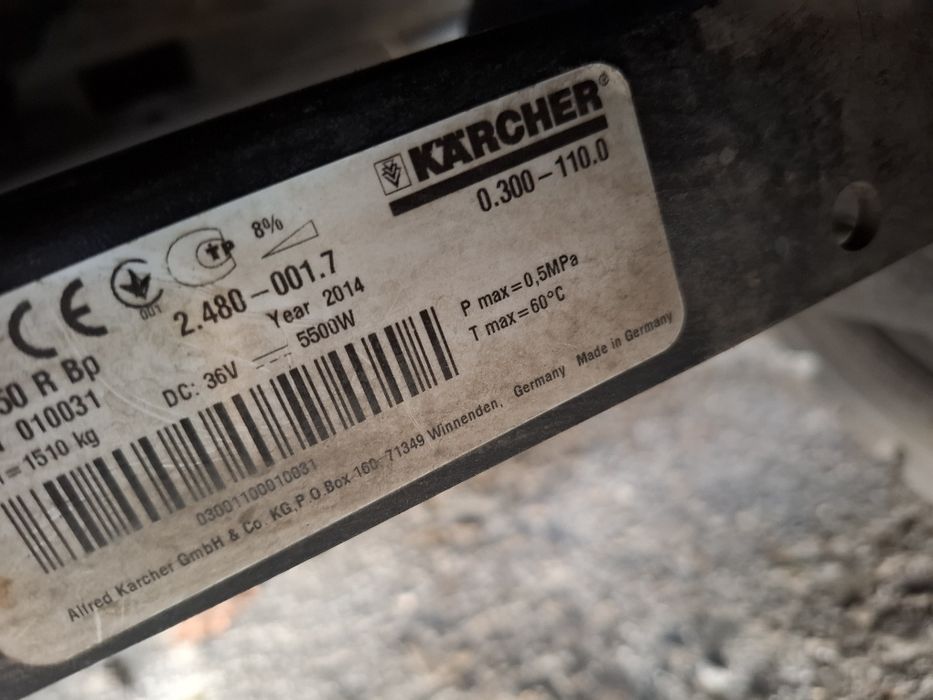 KÄRCHER®
0.300-110.0
CE 001 8%
2.480-001.7
Year 2014
50 R Bp
010031
=1510 kg
DC: 36V 5500W
P max=0,5MPa
T max=60°C
03001100010031
Alfred Kärcher GmbH & Co. KG, P.O.Box 160, 71349 Winnenden, Germany Made in Germany